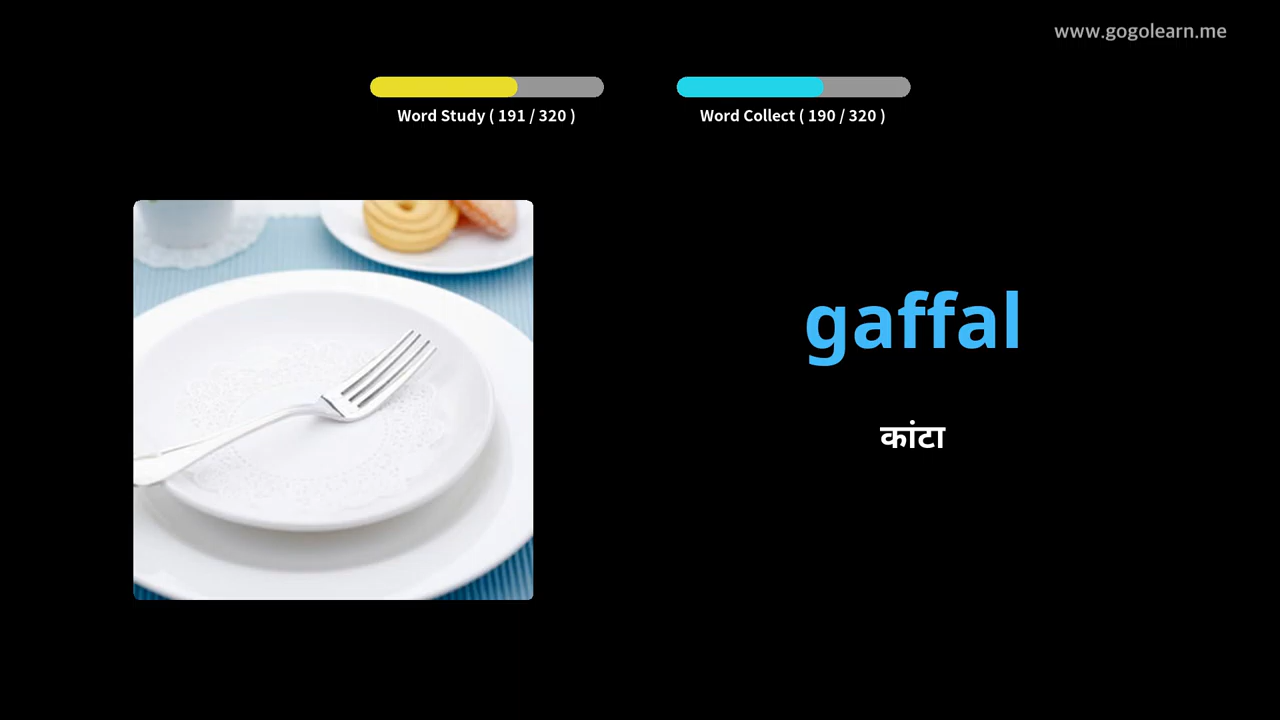 www.gogolearn.me
Word Study ( 191 / 320 )
Word Collect ( 190 / 320 )
gaffal
कांटा